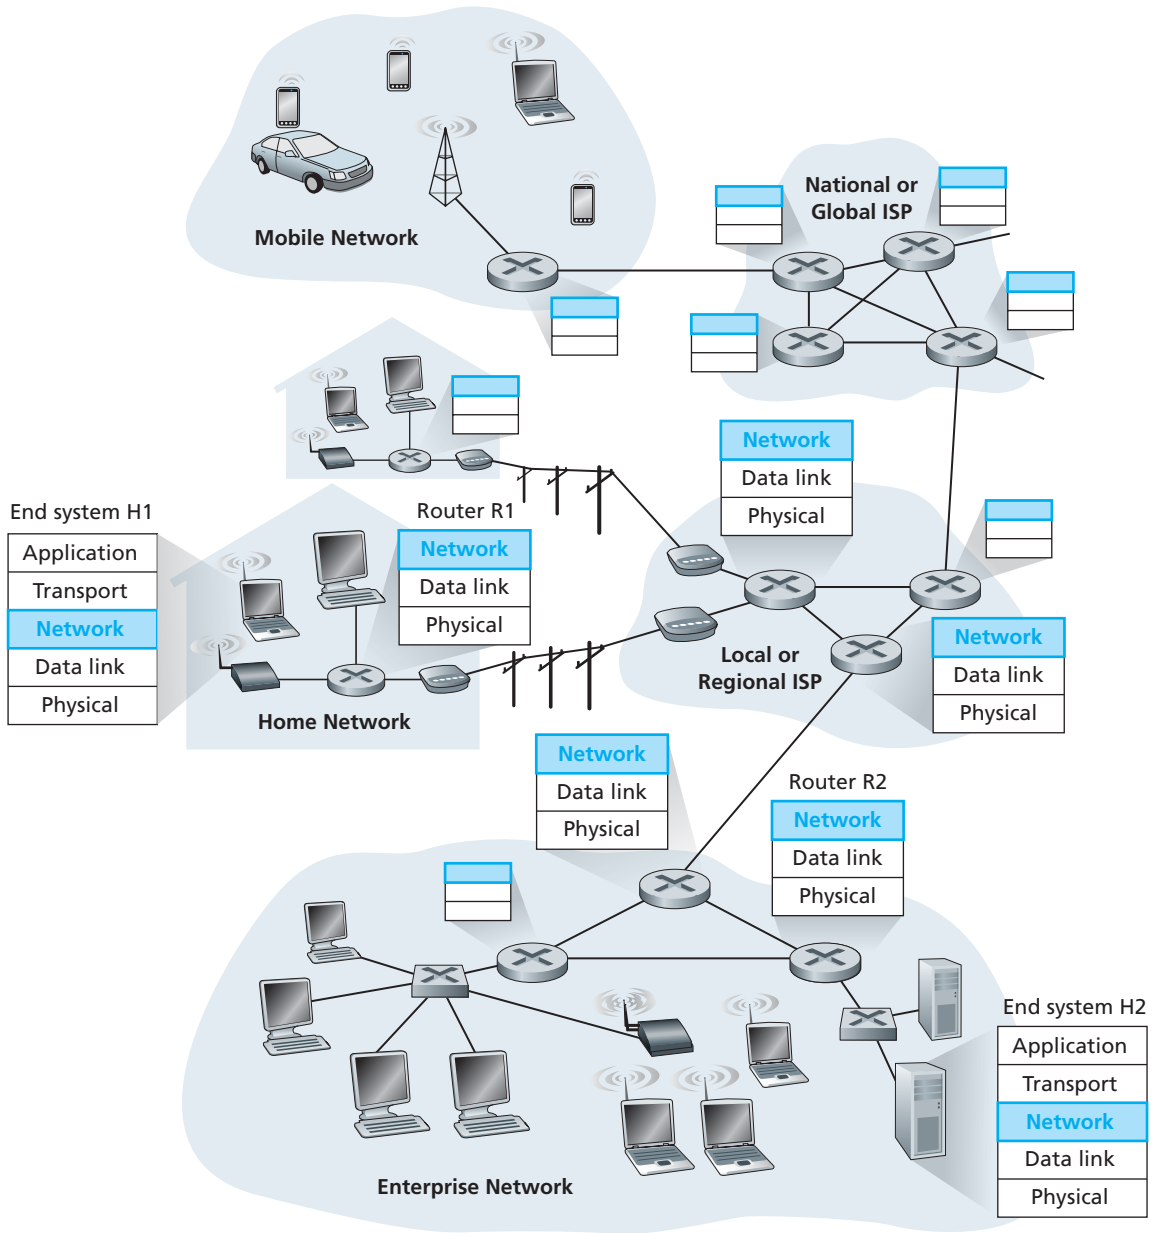 National or
Global ISP
Mobile Network
Network
Data link
Physical
End system H1
Application
Transport
Network
Data link
Physical
Router R1
Network
Data link
Physical
Home Network
Local or
Regional ISP
Network
Data link
Physical
Network
Data link
Physical
Router R2
Network
Data link
Physical
End system H2
Application
Transport
Network
Data link
Physical
Enterprise Network